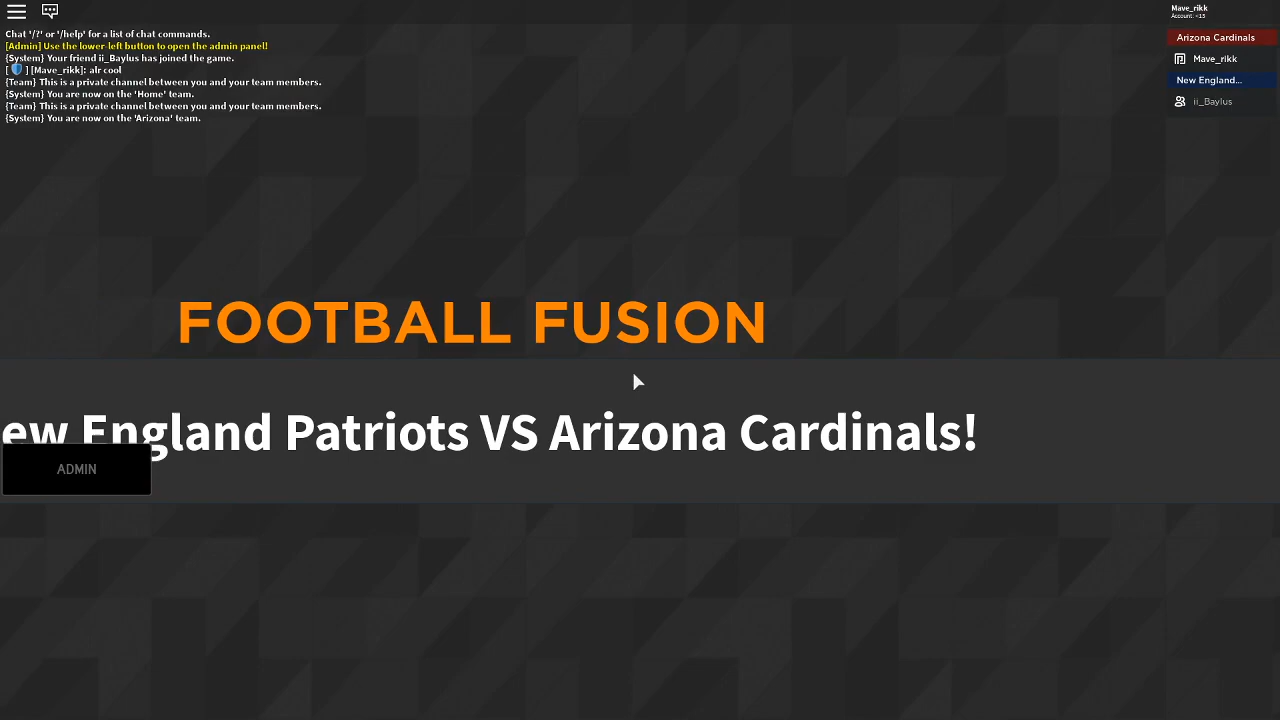 Mave_rikk
Account: <13
Chat '/?' or '/help' for a list of chat commands.
[Admin] Use the lower-left button to open the admin panel!
{System} Your friend ii_Baylus has joined the game.
[ 🛡️ ] [Mave_rikk]: alr cool
{Team} This is a private channel between you and your team members.
{System} You are now on the 'Home' team.
{Team} This is a private channel between you and your team members.
{System} You are now on the 'Arizona' team.
Arizona Cardinals
Mave_rikk
New England...
ii_Baylus
FOOTBALL FUSION
ew England Patriots VS Arizona Cardinals!
ADMIN